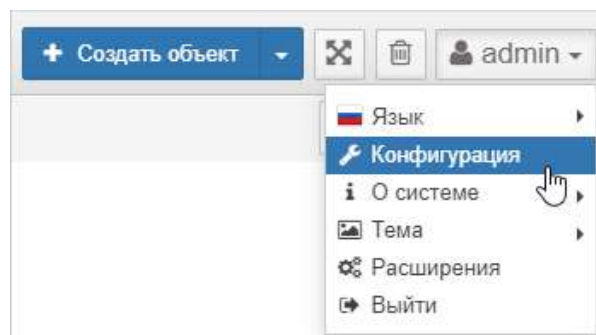 Создать объект
admin
Язык
Конфигурация
О системе
Тема
Расширения
Выйти